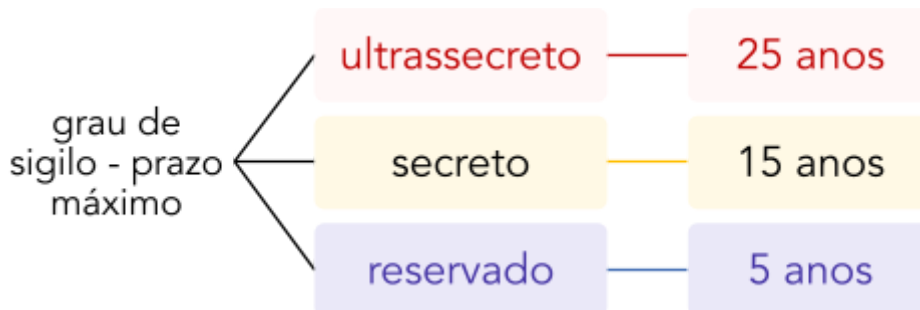 grau de
sigilo - prazo
máximo
ultrassecreto
25 anos
secreto
15 anos
reservado
5 anos